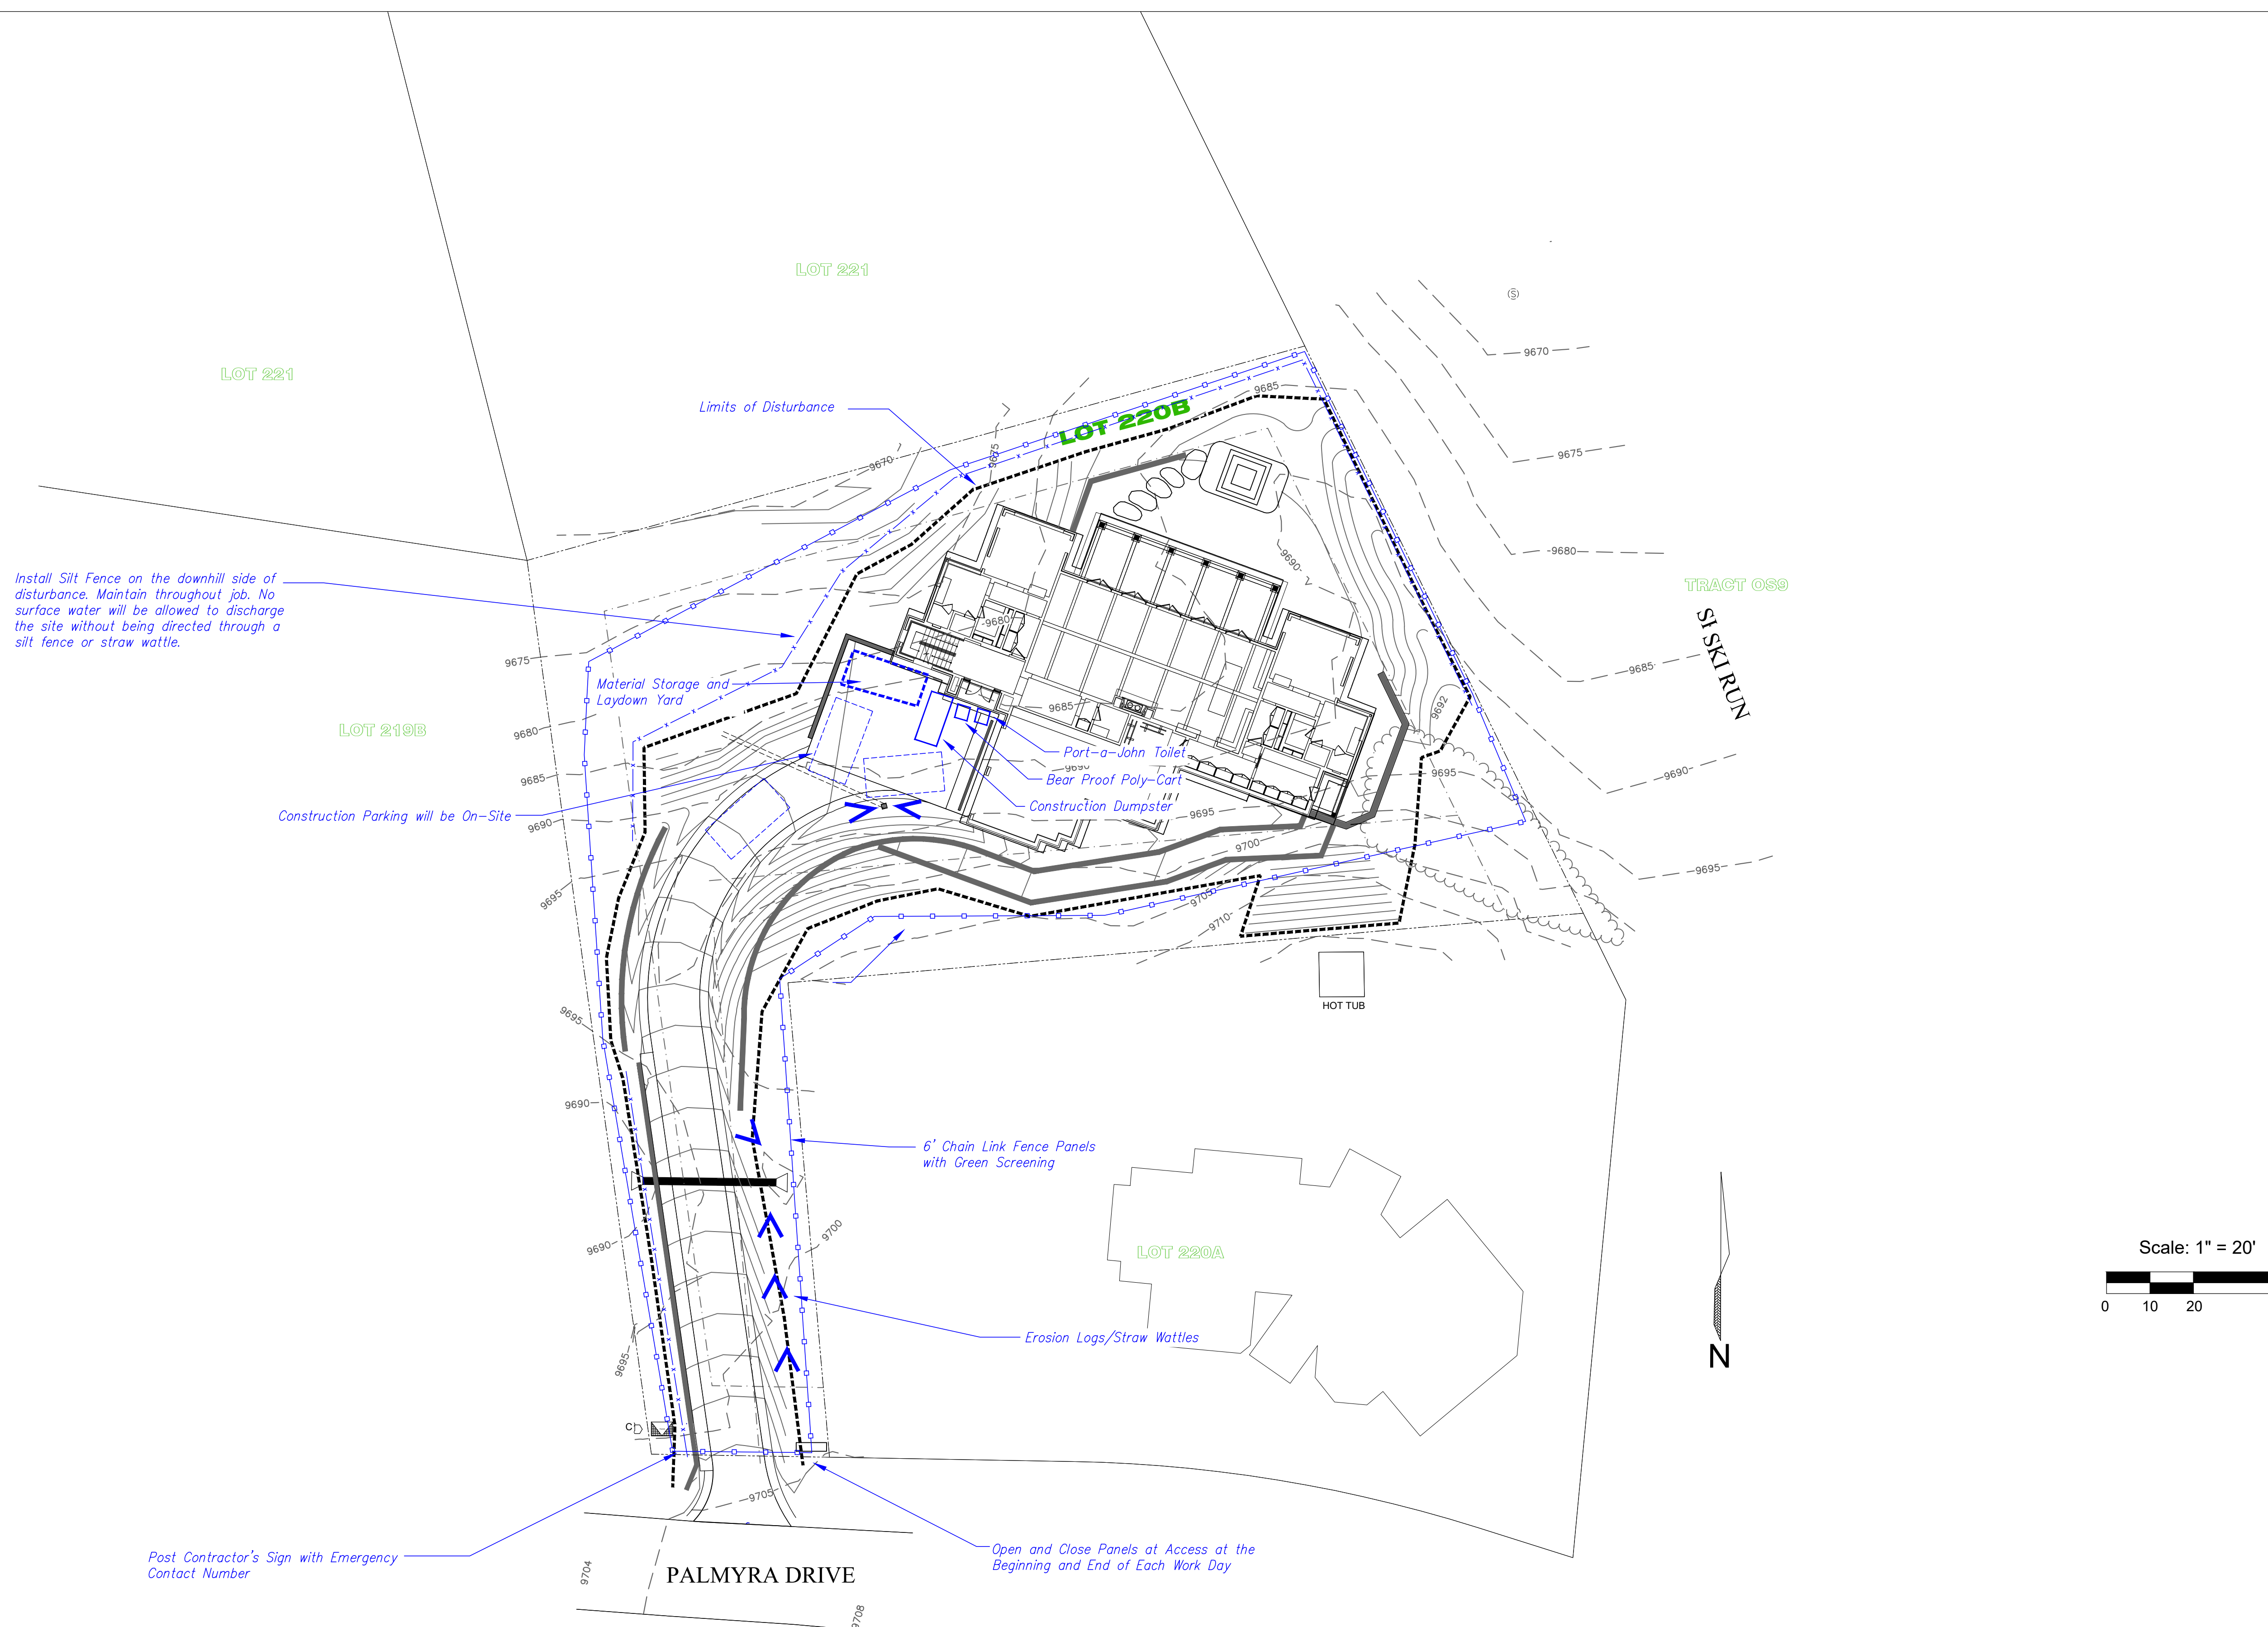 LOT 221
LOT 221
LOT 220B
LOT 219B
TRACT OS9
LOT 220A
Limits of Disturbance
Install Silt Fence on the downhill side of
disturbance. Maintain throughout job. No
surface water will be allowed to discharge
the site without being directed through a
silt fence or straw wattle.
Material Storage and
Laydown Yard
Construction Parking will be On-Site
Port-a-John Toilet
Bear Proof Poly-Cart
Construction Dumpster
HOT TUB
6' Chain Link Fence Panels
with Green Screening
Erosion Logs/Straw Wattles
Open and Close Panels at Access at the
Beginning and End of Each Work Day
Post Contractor's Sign with Emergency
Contact Number
PALMYRA DRIVE
SKI RUN
(S)
N
Scale: 1" = 20'
0 10 20
9670
9675
9685
9670
9675
9680
9685
9690
9695
9690
9692
9680
9685
9690
9695
9695
9700
9705
9710
9675
9680
9685
9690
9695
9695
9690
9690
9695
9700
9705
9704
9708